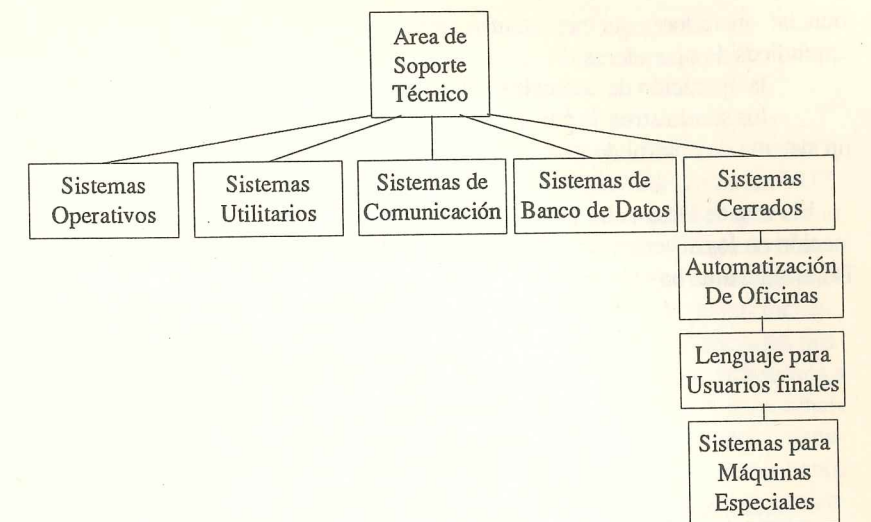 Area de
Soporte
Técnico
Sistemas
Operativos
Sistemas
Utilitarios
Sistemas de
Comunicación
Sistemas de
Banco de Datos
Sistemas
Cerrados
Automatización
De Oficinas
Lenguaje para
Usuarios finales
Sistemas para
Máquinas
Especiales